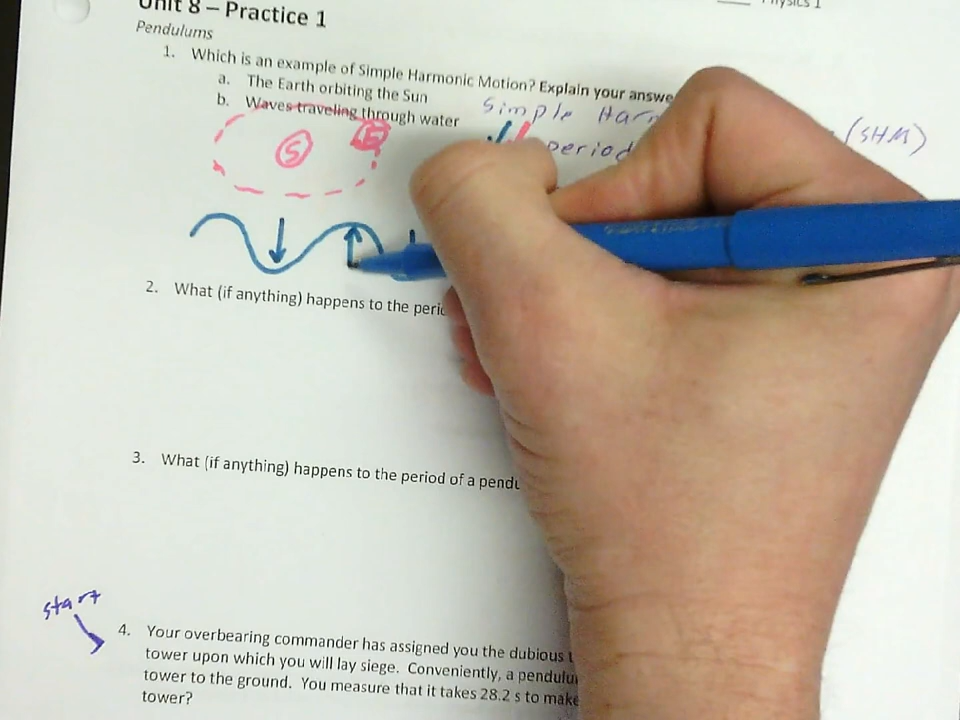 Unit 8 – Practice 1
Physics 1
Pendulums
1. Which is an example of Simple Harmonic Motion? Explain your answe
a. The Earth orbiting the Sun
b. Waves traveling through water
Simple Har
(SHM)
period
S
E
2. What (if anything) happens to the peri
3. What (if anything) happens to the period of a pend
start
4. Your overbearing commander has assigned you the dubious t
tower upon which you will lay siege. Conveniently, a pendulu
tower to the ground. You measure that it takes 28.2 s to make
tower?